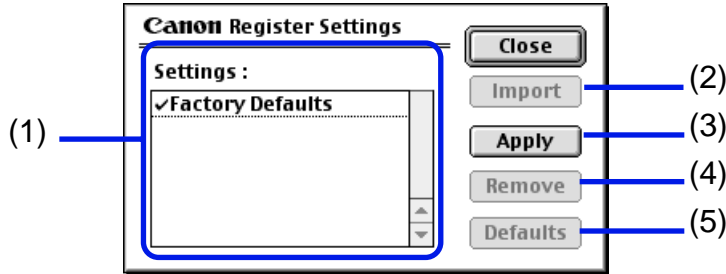 Canon Register Settings
Close
Settings :
Import
(2)
✓Factory Defaults
(1)
Apply
(3)
Remove
(4)
Defaults
(5)